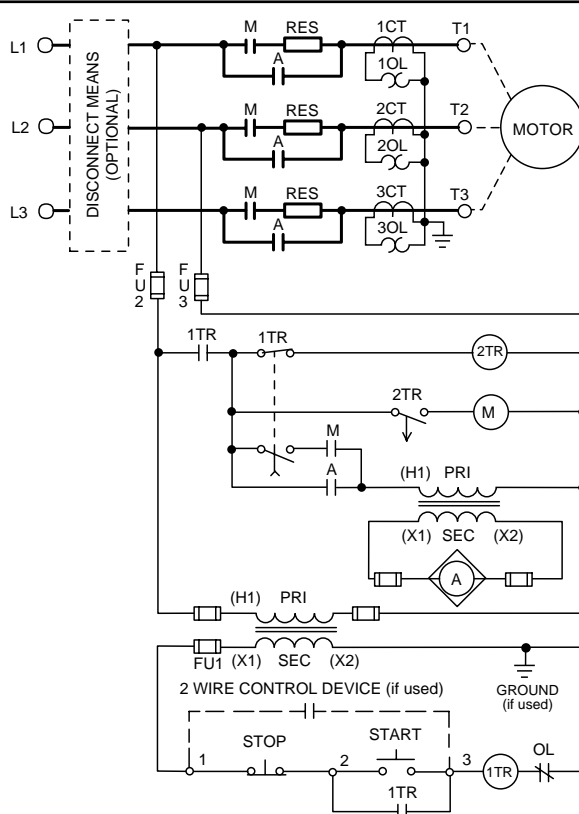 M RES 1CT T1
L1
A 1OL
DISCONNECT MEANS
(OPTIONAL)
M RES 2CT T2
L2 MOTOR
A 2OL
M RES 3CT T3
L3
A 3OL
F
U
2
F
U
3
1TR 1TR
2TR
2TR
M
M
A
(H1) PRI
(X1) SEC (X2)
A
(H1) PRI
FU1 (X1) SEC (X2)
GROUND
(if used)
2 WIRE CONTROL DEVICE (if used)
STOP START
1 2 3 OL
1TR
1TR